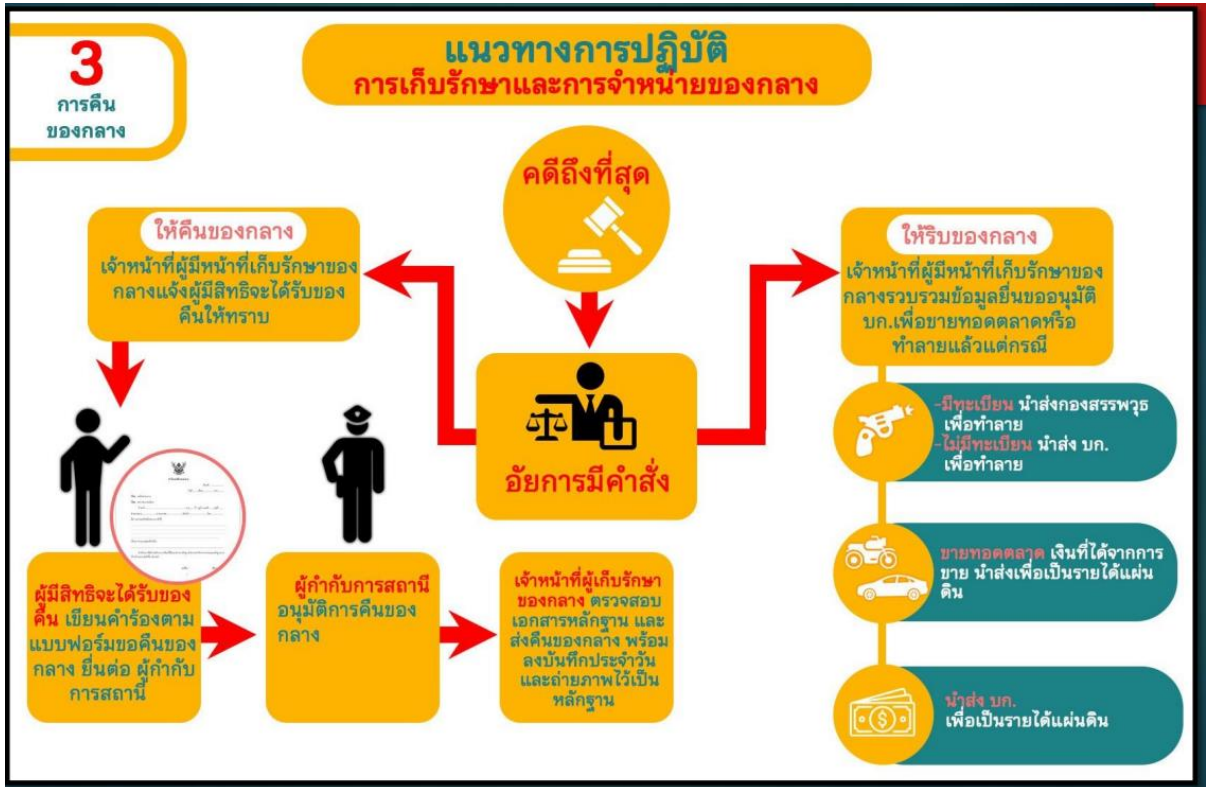 3
การคืน
ของกลาง
แนวทางการปฏิบัติ
การเก็บรักษาและการจำหน่ายของกลาง
คดีถึงที่สุด
อัยการมีคำสั่ง
ให้คืนของกลาง
เจ้าหน้าที่ผู้มีหน้าที่เก็บรักษาของ
กลางแจ้งผู้มีสิทธิจะได้รับของ
คืนให้ทราบ
ผู้มีสิทธิจะได้รับของ
คืน เขียนคำร้องตาม
แบบฟอร์มขอคืนของ
กลาง ยื่นต่อ ผู้กำกับ
การสถานี
ผู้กำกับการสถานี
อนุมัติการคืนของ
กลาง
เจ้าหน้าที่ผู้เก็บรักษา
ของกลาง ตรวจสอบ
เอกสารหลักฐาน และ
ส่งคืนของกลาง พร้อม
ลงบันทึกประจำวัน
และถ่ายภาพไว้เป็น
หลักฐาน
ให้ริบของกลาง
เจ้าหน้าที่ผู้มีหน้าที่เก็บรักษาของ
กลางรวบรวมข้อมูลยื่นขออนุมัติ
บก.เพื่อขายทอดตลาดหรือ
ทำลายแล้วแต่กรณี
-มีทะเบียน นำส่งกองสรรพวุธ
เพื่อทำลาย
-ไม่มีทะเบียน นำส่ง บก.
เพื่อทำลาย
ขายทอดตลาด เงินที่ได้จากการ
ขาย นำส่งเพื่อเป็นรายได้แผ่น
ดิน
นำส่ง บก.
เพื่อเป็นรายได้แผ่นดิน